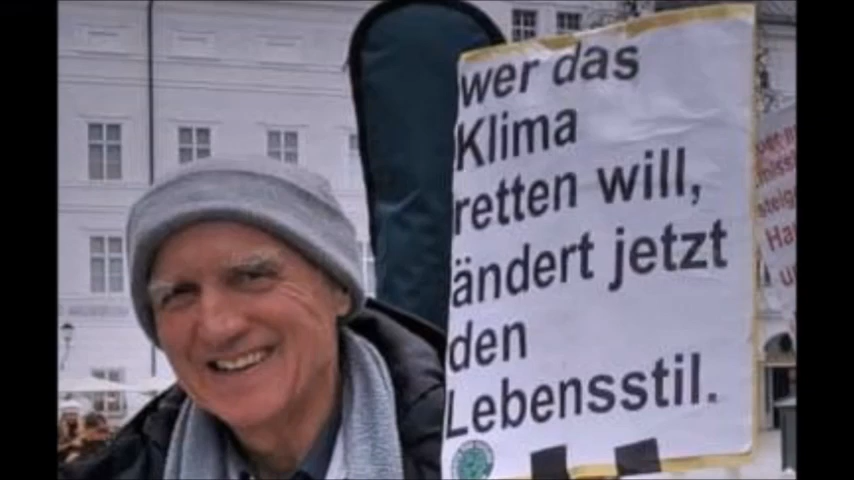 wer das
Klima
retten will,
ändert jetzt
den
Lebensstil.